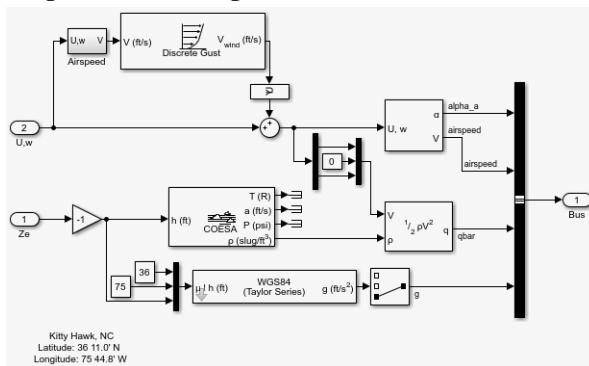 U,w V
Airspeed
V (ft/s) V wind (ft/s)
Discrete Gust
2
U,w
+
+
U, w α
V
alpha_a
airspeed
airspeed
0
1
Ze
-1
h (ft)
T (R)
a (ft/s)
P (psi)
ρ (slug/ft³)
COESA
V
ρ
1/2 ρV² q
qbar
1
Bus
36
75
μ l h (ft)
WGS84
(Taylor Series)
g (ft/s²)
g
Kitty Hawk, NC
Latitude: 36 11.0' N
Longitude: 75 44.8' W